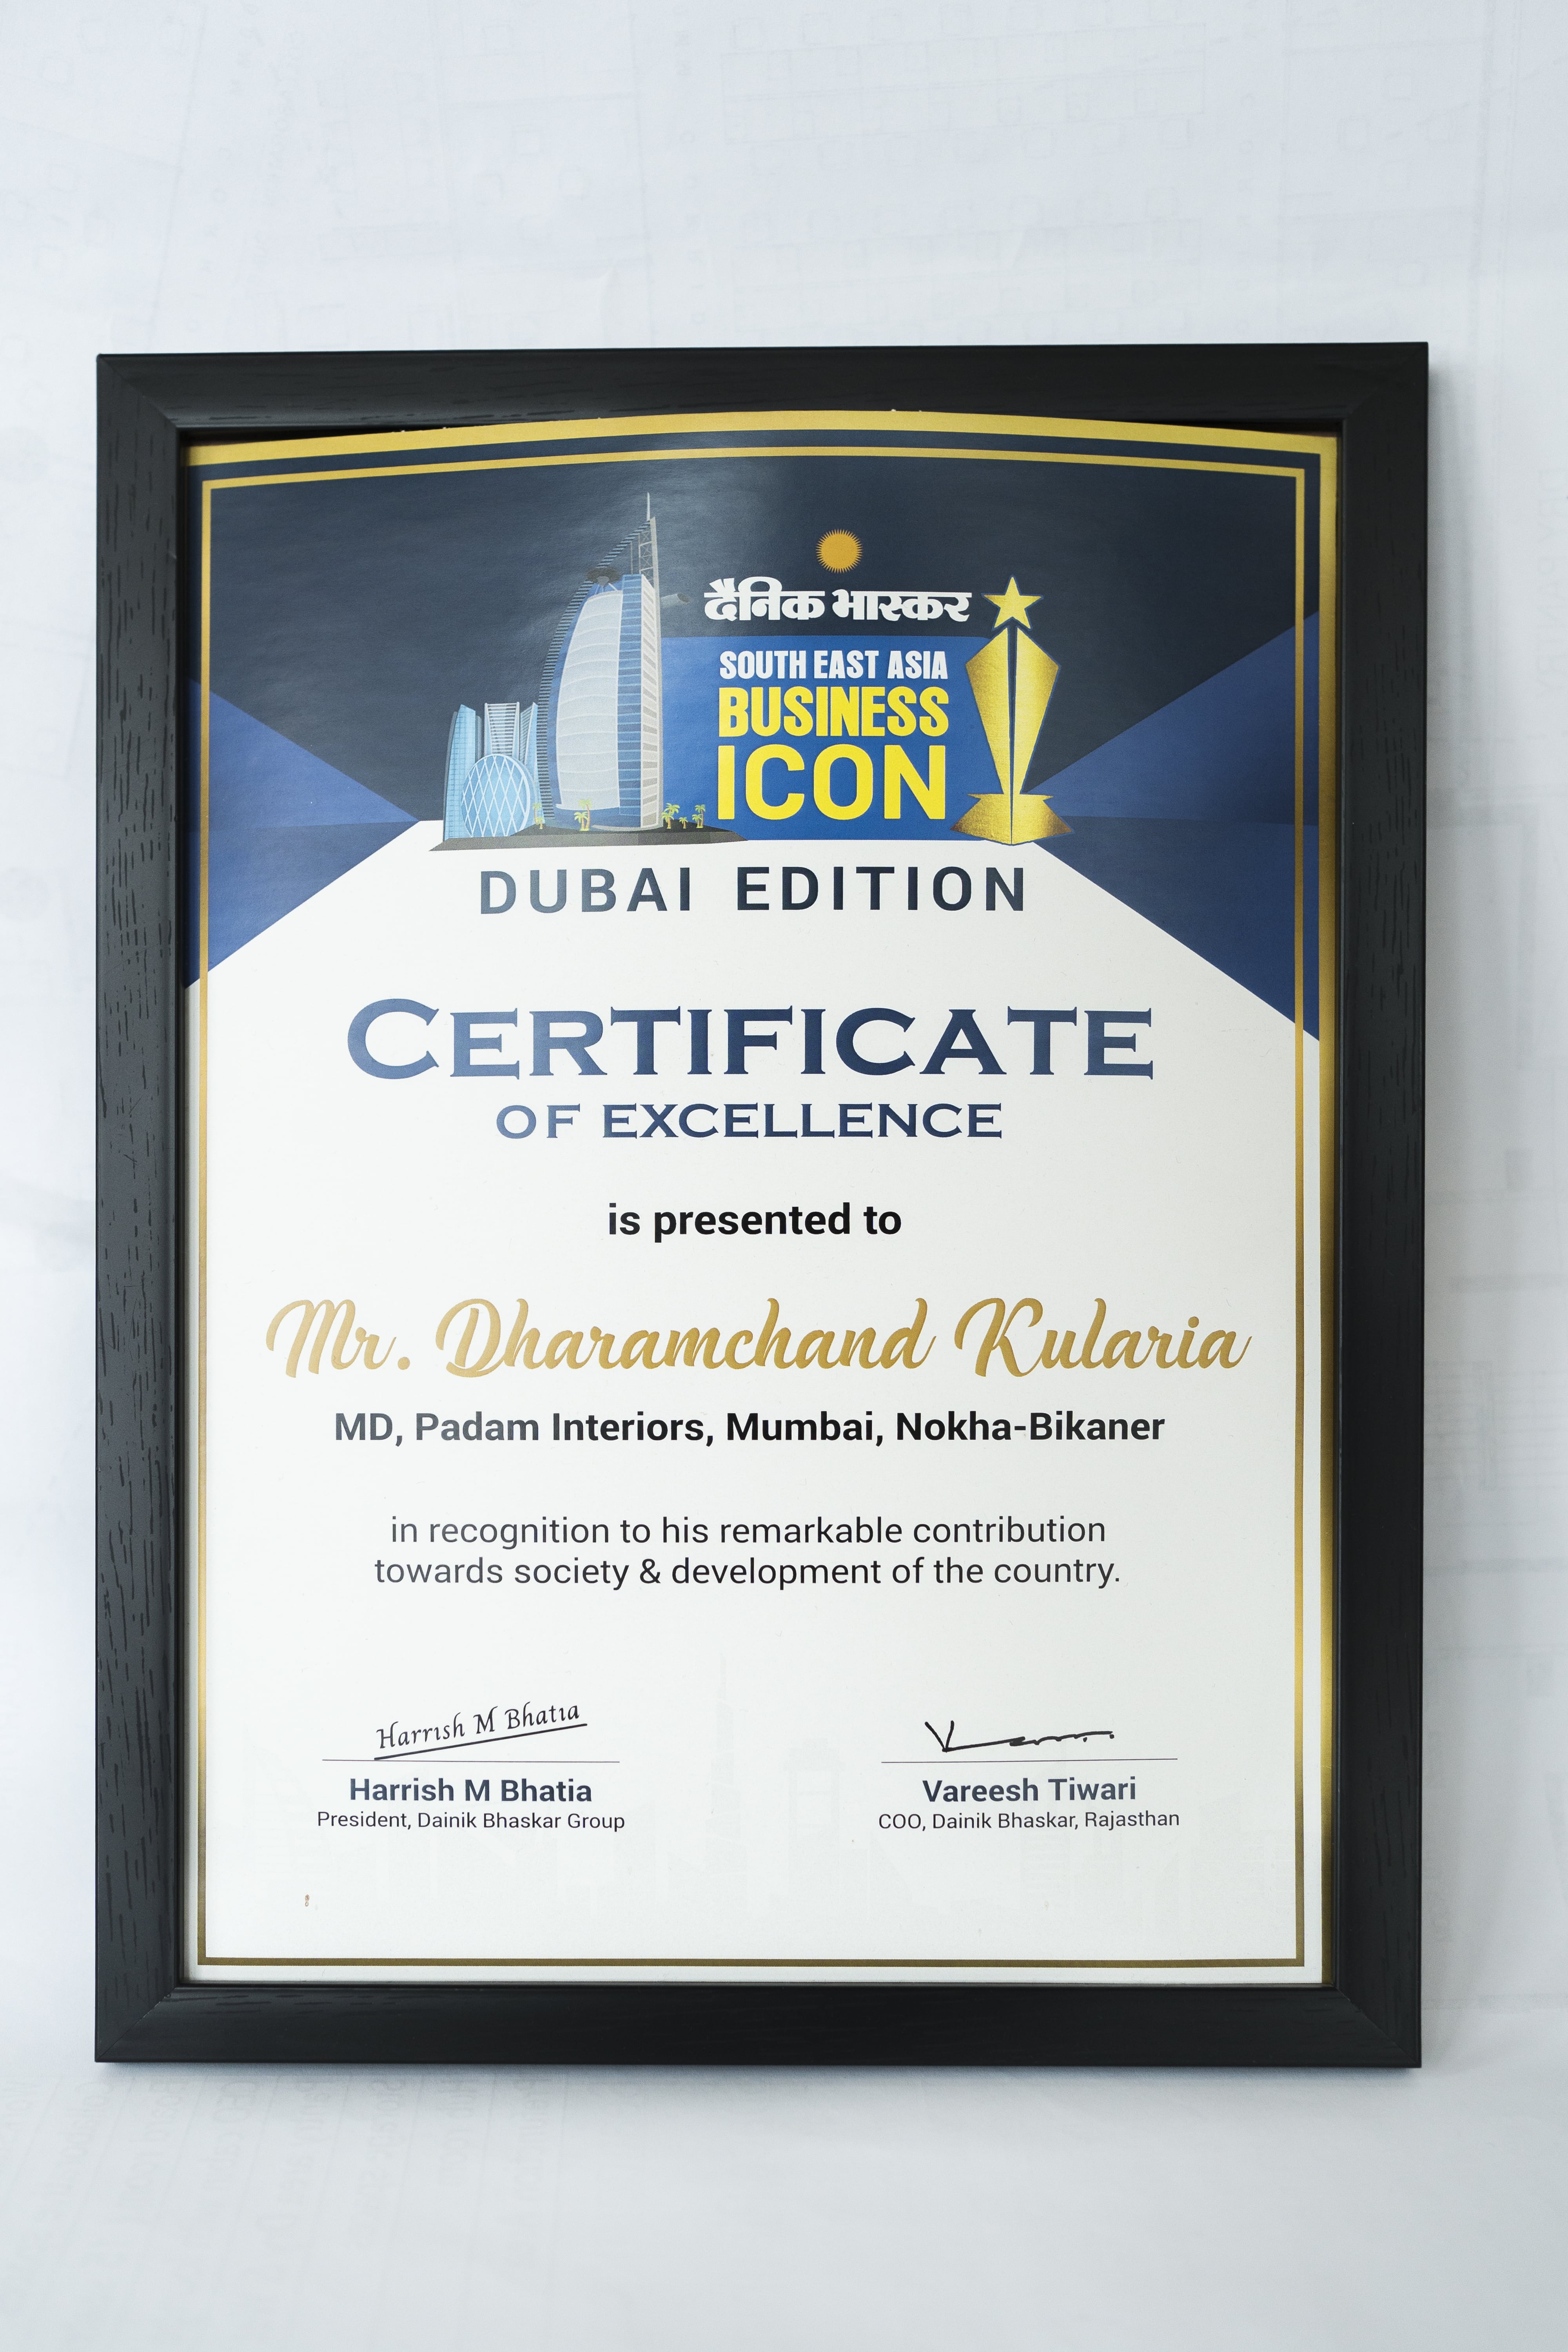 दैनिक भास्कर
SOUTH EAST ASIA
BUSINESS
ICON
DUBAI EDITION
CERTIFICATE
OF EXCELLENCE
is presented to
Mr. Dharamchand Kularia
MD, Padam Interiors, Mumbai, Nokha-Bikaner
in recognition to his remarkable contribution
towards society & development of the country.
Harrish M Bhatia
Harrish M Bhatia
President, Dainik Bhaskar Group
Vareesh Tiwari
COO, Dainik Bhaskar, Rajasthan